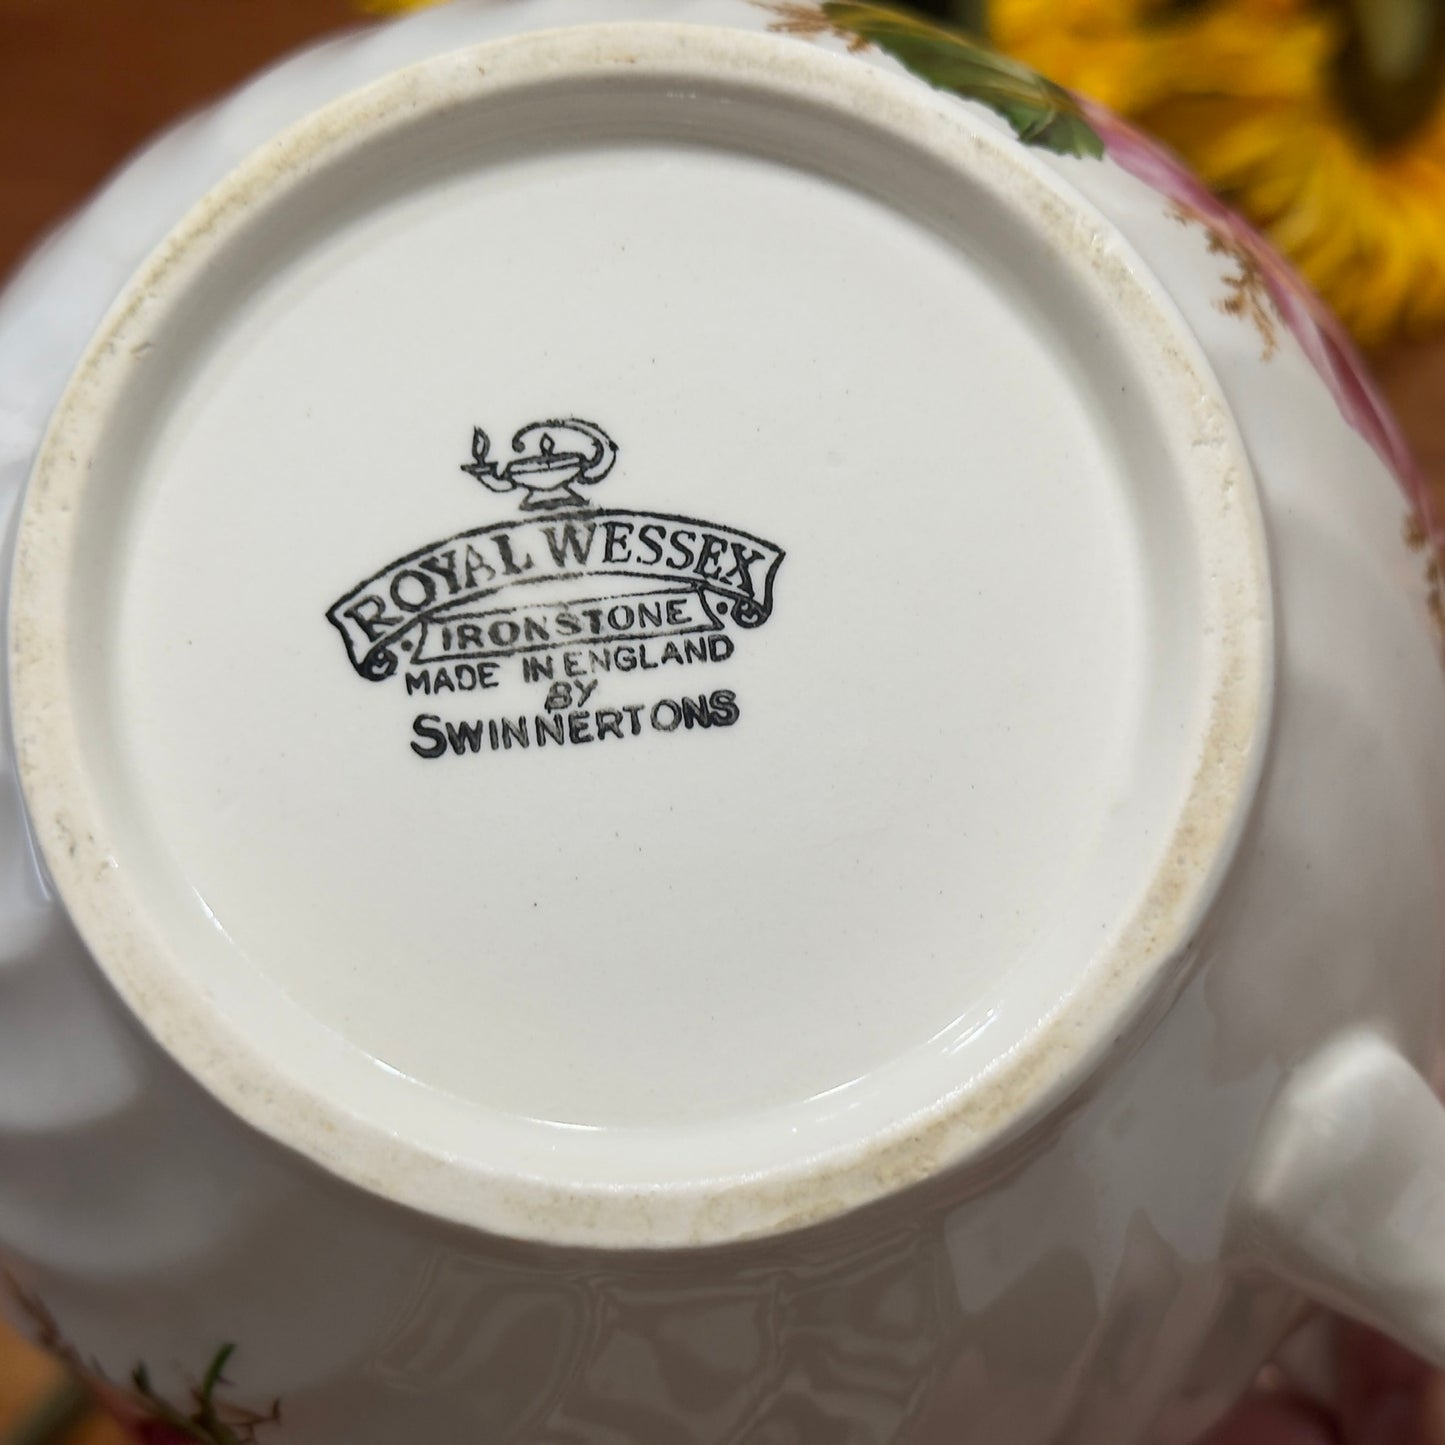 ROYAL WESSEX
IRONSTONE
MADE IN ENGLAND
BY
SWINNERTONS